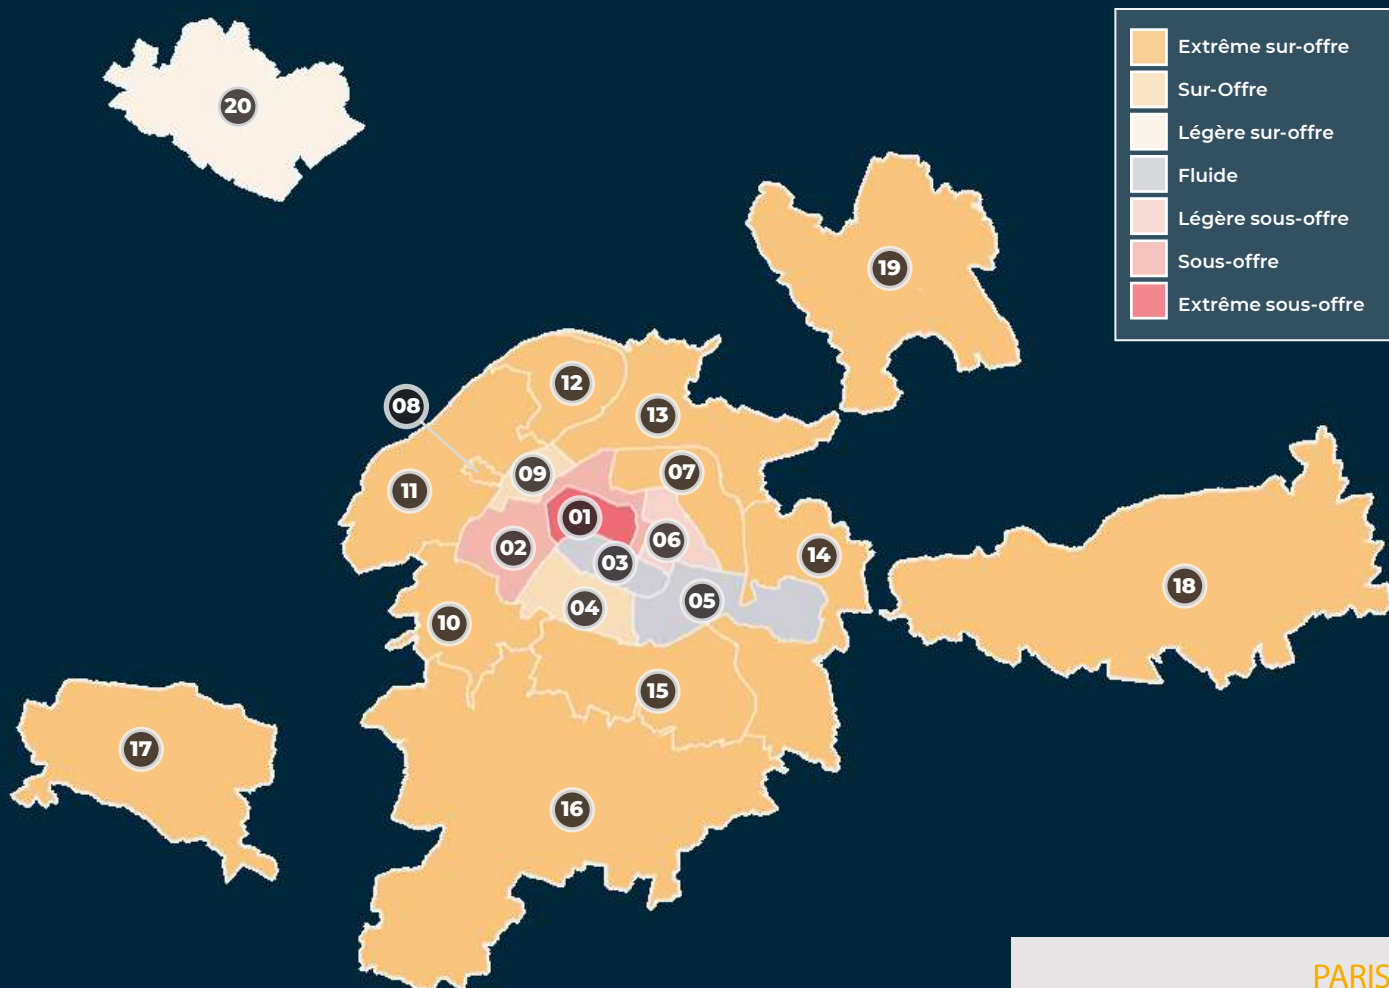 Extrême sur-offre
Sur-Offre
Légère sur-offre
Fluide
Légère sous-offre
Sous-offre
Extrême sous-offre
20
19
12
08
13
09
07
11
01
02
06
03
14
04
05
18
10
15
17
16
PARIS